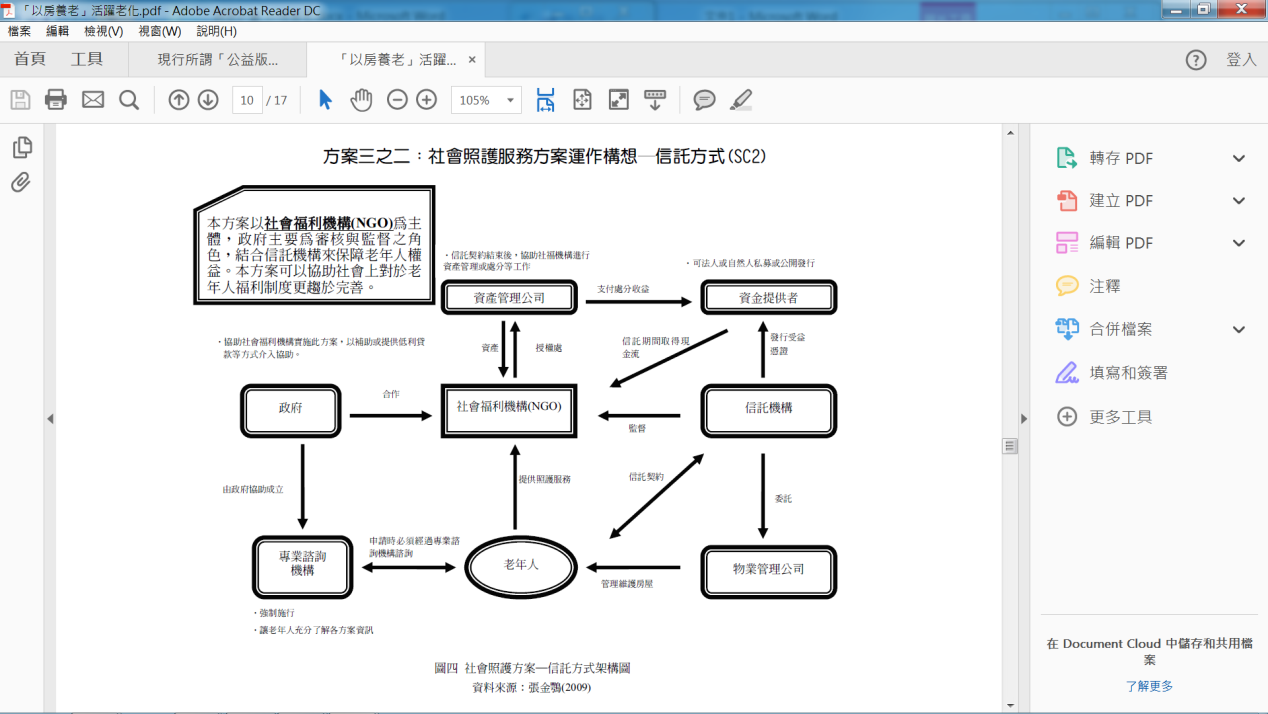 「以房養老」活躍老化.pdf - Adobe Acrobat Reader DC
檔案 編輯 檢視(V) 視窗(W) 說明(H)
首頁 工具 現行所謂「公益版... 「以房養老」活躍... × ? 登入
10 / 17 105%
方案三之二：社會照護服務方案運作構想—信託方式(SC2)
本方案以社會福利機構(NGO)為主
體，政府主要為審核與監督之角
色，結合信託機構來保障老年人權
益。本方案可以協助社會上對於老
年人福利制度更趨於完善。
・信託契約結束後，協助社福機構進行
資產管理或處分等工作
・可法人或自然人私募或公開發行
資產管理公司
支付處分收益
資金提供者
・協助社會福利機構實施此方案，以補助或提供低利貸
款等方式介入協助。
資產
授權處
信託期間取得現
金流
發行受益
憑證
政府
合作
社會福利機構(NGO)
監督
信託機構
由政府協助成立
提供照護服務
信託契約
委託
專業諮詢
機構
申請時必須經過專業諮
詢機構諮詢
老年人
管理維護房屋
物業管理公司
・強制施行
・讓老年人充分了解各方案資訊
圖四 社會照護方案—信託方式架構圖
資料來源：張金鶚(2009)
轉存 PDF
建立 PDF
編輯 PDF
注釋
合併檔案
填寫和簽署
更多工具
在 Document Cloud 中儲存和共用檔
案
了解更多